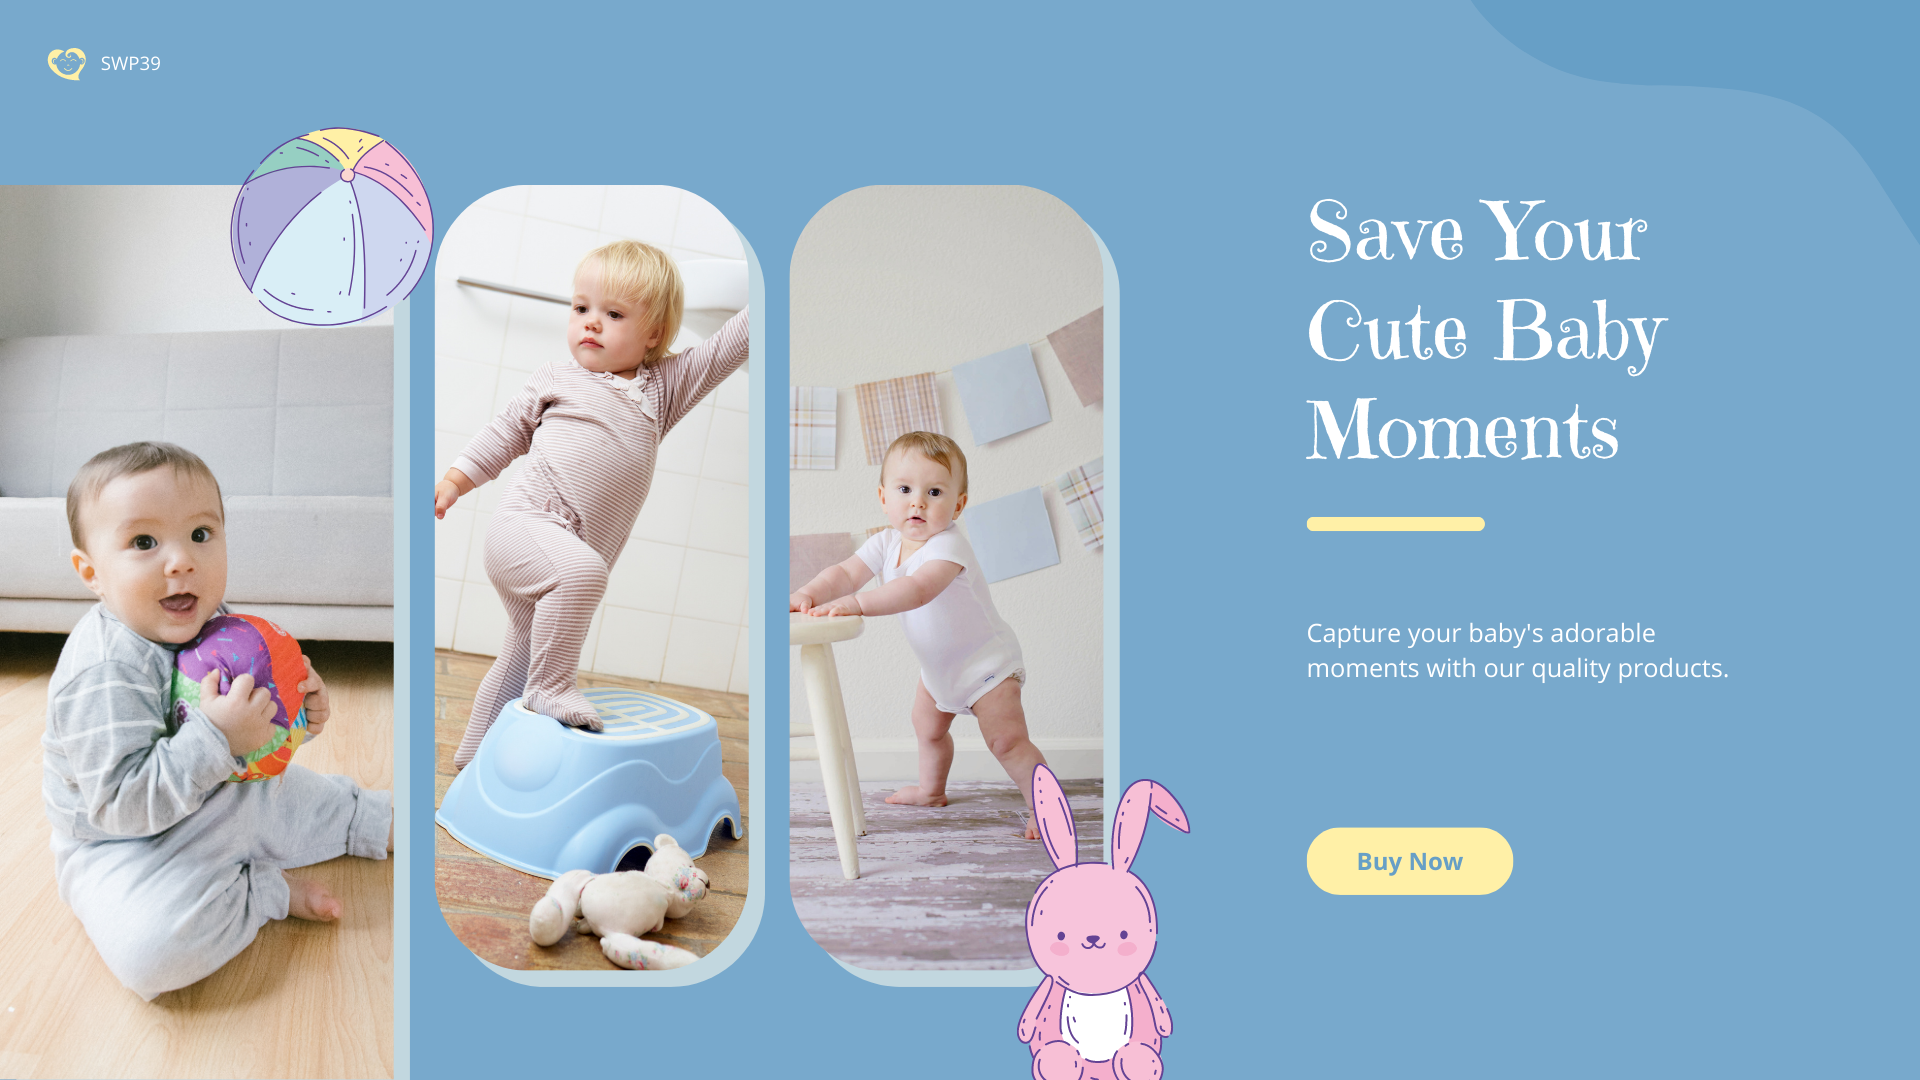 SWP39
Save Your
Cute Baby
Moments
Capture your baby's adorable
moments with our quality products.
Buy Now